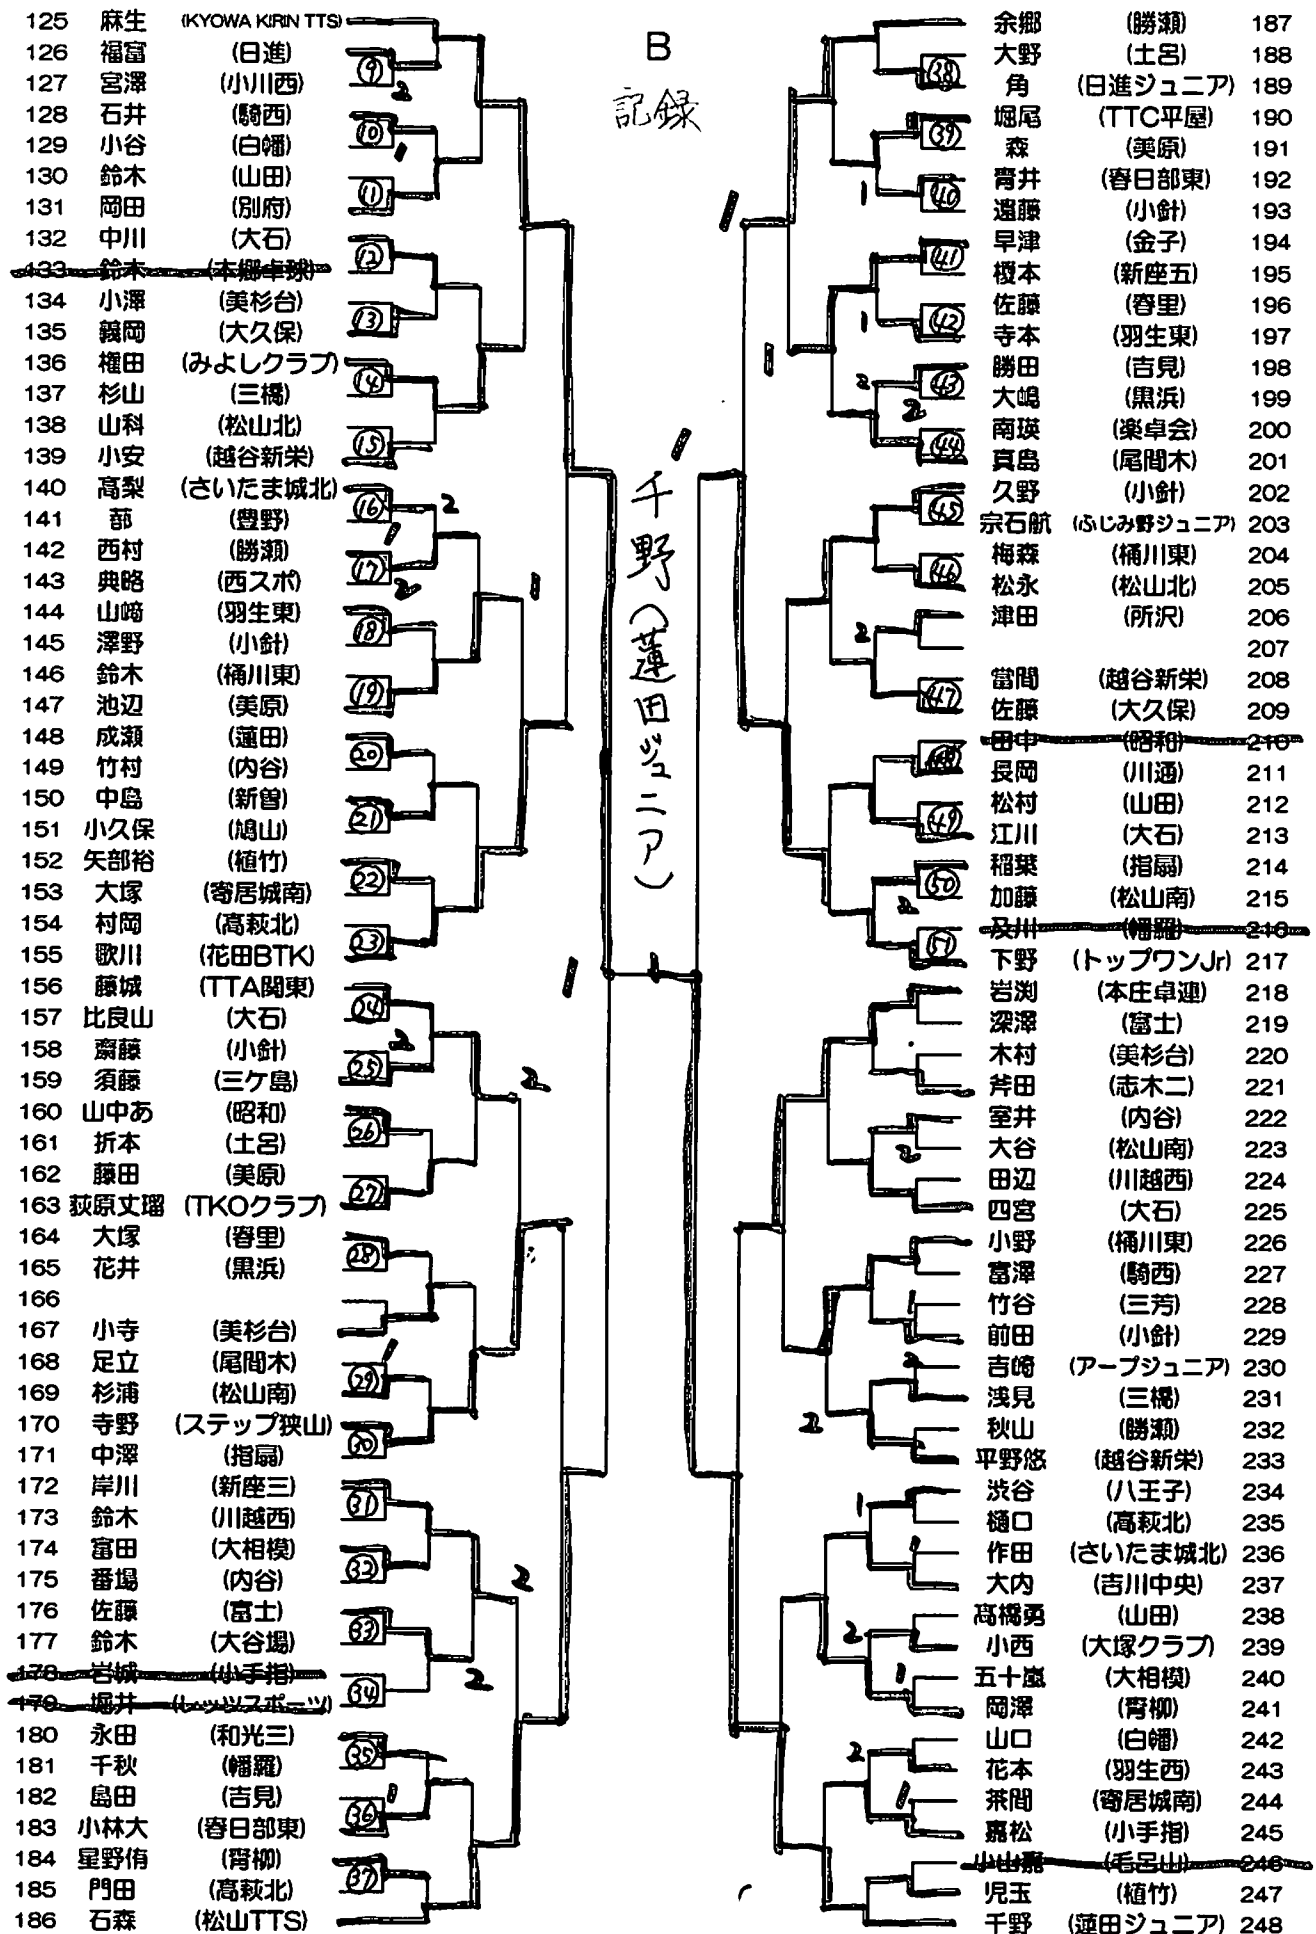 B
記録
千野(蓮田ジュニア)
125 麻生 (KYOWA KIRIN TTS)
126 福冨 (日進)
127 宮澤 (小川西)
128 石井 (騎西)
129 小谷 (白幡)
130 鈴木 (山田)
131 岡田 (別府)
132 中川 (大石)
133 鈴木 (本郷卓球)
134 小澤 (美杉台)
135 義岡 (大久保)
136 権田 (みよしクラブ)
137 杉山 (三橋)
138 山科 (松山北)
139 小安 (越谷新栄)
140 髙梨 (さいたま城北)
141 部 (豊野)
142 西村 (勝瀬)
143 典略 (西スポ)
144 山﨑 (羽生東)
145 澤野 (小針)
146 鈴木 (桶川東)
147 池辺 (美原)
148 成瀬 (蓮田)
149 竹村 (内谷)
150 中島 (新曽)
151 小久保 (鳩山)
152 矢部裕 (植竹)
153 大塚 (寄居城南)
154 村岡 (高萩北)
155 歌川 (花田BTK)
156 藤城 (TTA関東)
157 比良山 (大石)
158 齋藤 (小針)
159 須藤 (三ケ島)
160 山中あ (昭和)
161 折本 (土呂)
162 藤田 (美原)
163 荻原丈瑠 (TKOクラブ)
164 大塚 (春里)
165 花井 (黒浜)
166
167 小寺 (美杉台)
168 足立 (尾間木)
169 杉浦 (松山南)
170 寺野 (ステップ狭山)
171 中澤 (指扇)
172 岸川 (新座三)
173 鈴木 (川越西)
174 富田 (大相模)
175 番場 (内谷)
176 佐藤 (富士)
177 鈴木 (大谷場)
178 岩城 (小手指)
179 堀井 (レッツスポーツ)
180 永田 (和光三)
181 千秋 (幡羅)
182 島田 (吉見)
183 小林大 (春日部東)
184 星野侑 (青柳)
185 門田 (高萩北)
186 石森 (松山TTS)
余郷 (勝瀬) 187
大野 (土呂) 188
角 (日進ジュニア) 189
堀尾 (TTC平屋) 190
森 (美原) 191
青井 (春日部東) 192
遠藤 (小針) 193
早津 (金子) 194
榎本 (新座五) 195
佐藤 (春里) 196
寺本 (羽生東) 197
勝田 (吉見) 198
大嶋 (黒浜) 199
南瑛 (楽卓会) 200
真島 (尾間木) 201
久野 (小針) 202
宗石航 (ふじみ野ジュニア) 203
梅森 (桶川東) 204
松永 (松山北) 205
津田 (所沢) 206
207
當間 (越谷新栄) 208
佐藤 (大久保) 209
田中 (昭和) 210
長岡 (川通) 211
松村 (山田) 212
江川 (大石) 213
稲葉 (指扇) 214
加藤 (松山南) 215
及川 (幡羅) 216
下野 (トップワンJr) 217
岩渕 (本庄卓連) 218
深澤 (富士) 219
木村 (美杉台) 220
斧田 (志木二) 221
室井 (内谷) 222
大谷 (松山南) 223
田辺 (川越西) 224
四宮 (大石) 225
小野 (桶川東) 226
富澤 (騎西) 227
竹谷 (三芳) 228
前田 (小針) 229
吉崎 (アープジュニア) 230
浅見 (三橋) 231
秋山 (勝瀬) 232
平野悠 (越谷新栄) 233
渋谷 (八王子) 234
樋口 (高萩北) 235
作田 (さいたま城北) 236
大内 (吉川中央) 237
髙橋勇 (山田) 238
小西 (大塚クラブ) 239
五十嵐 (大相模) 240
岡澤 (青柳) 241
山口 (白幡) 242
花本 (羽生西) 243
茶間 (寄居城南) 244
嘉松 (小手指) 245
小山 (毛呂山) 246
児玉 (植竹) 247
千野 (蓮田ジュニア) 248